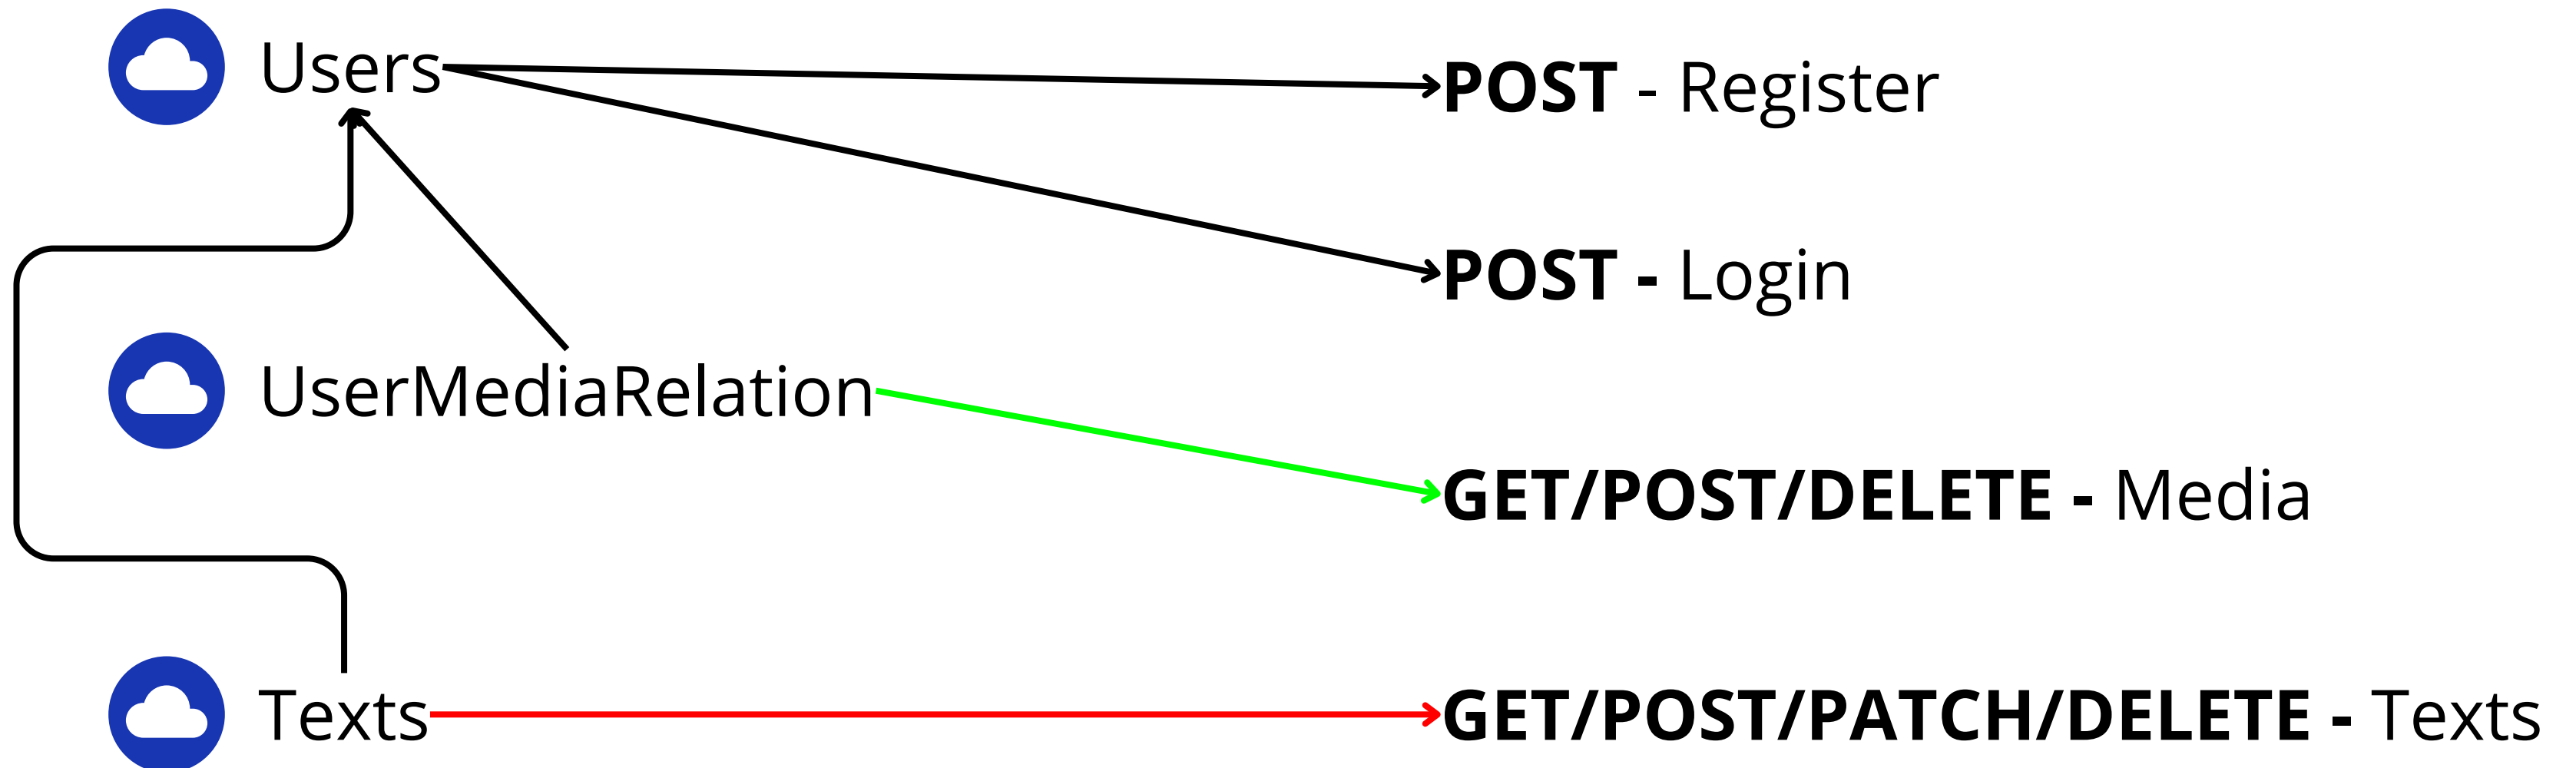 Users
POST - Register
POST - Login
UserMediaRelation
GET/POST/DELETE - Media
Texts
GET/POST/PATCH/DELETE - Texts